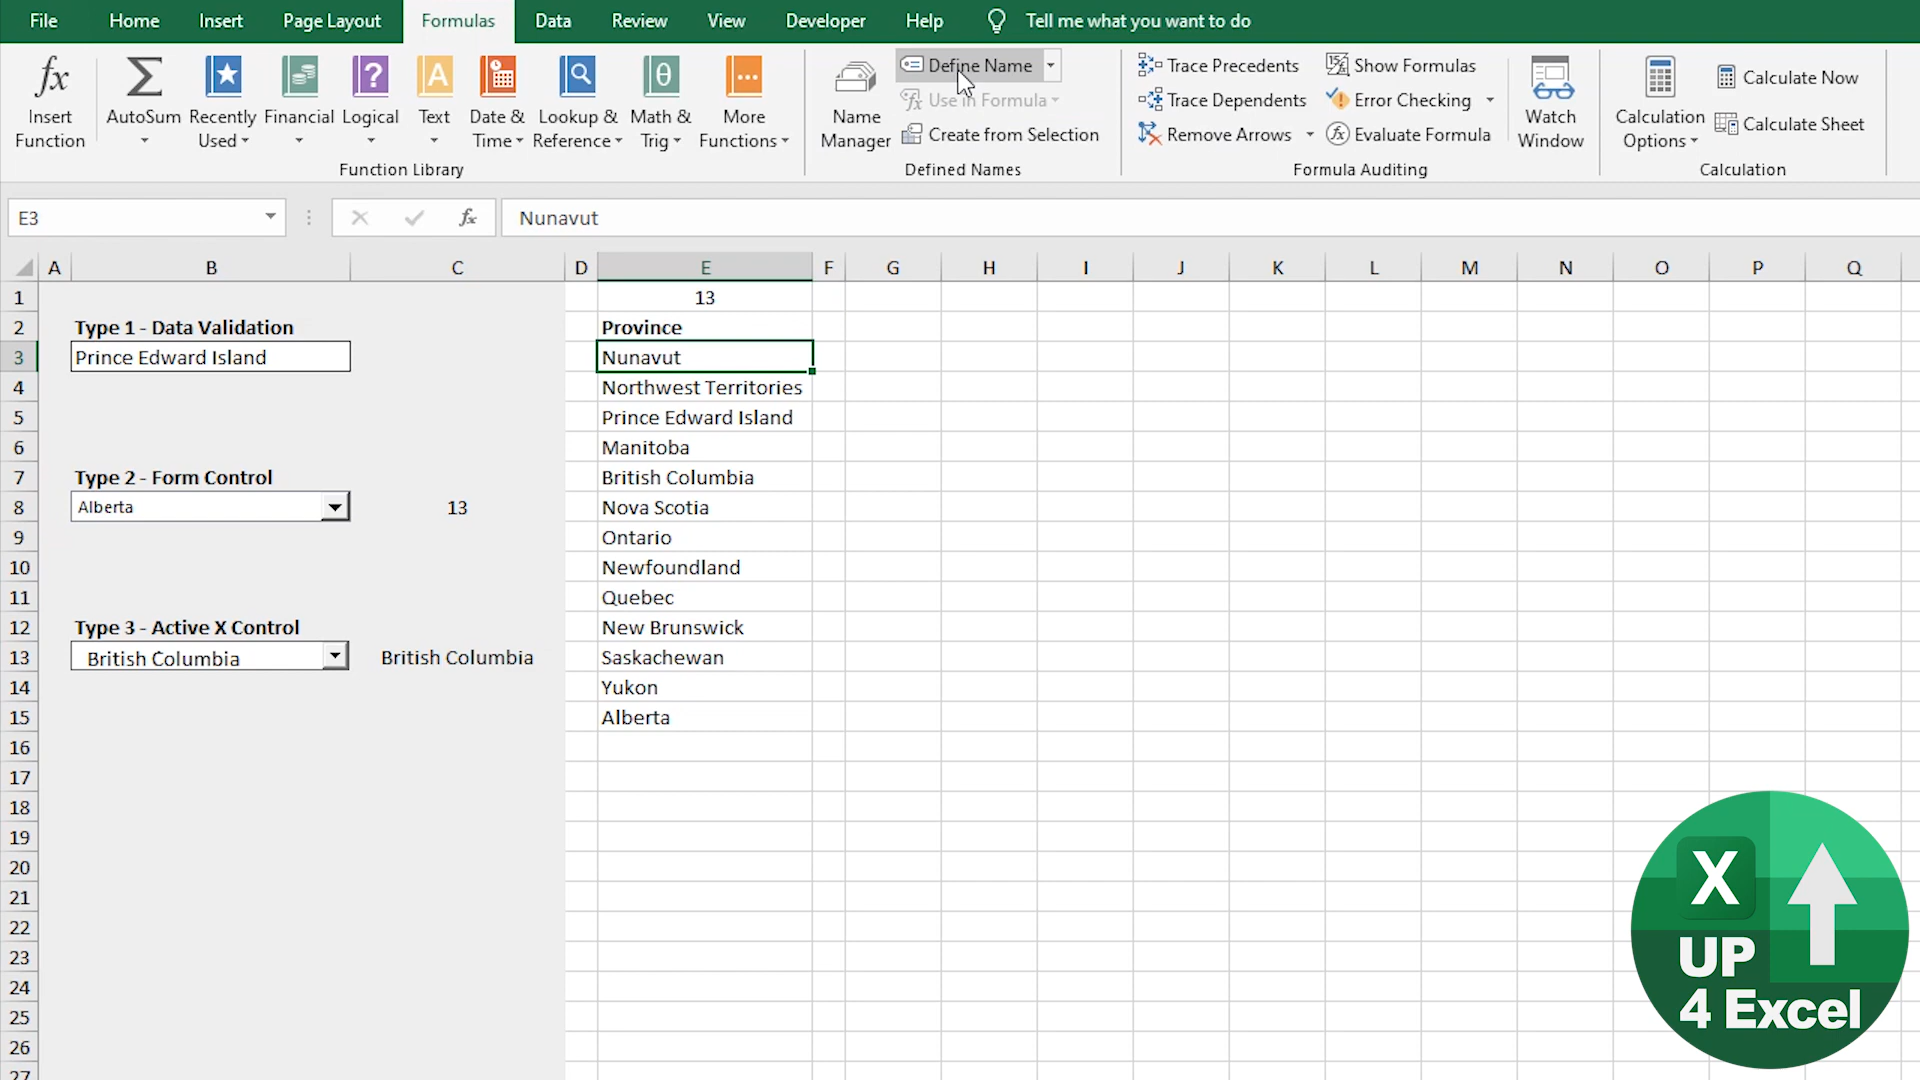 File Home Insert Page Layout Formulas Data Review View Developer Help Tell me what you want to do
fx Σ ? A θ
Insert Function
AutoSum
Recently Used
Financial
Logical
Text
Date & Time
Lookup & Reference
Math & Trig
More Functions
Function Library
Name Manager
Define Name
Use in Formula
Create from Selection
Defined Names
Trace Precedents
Trace Dependents
Remove Arrows
Show Formulas
Error Checking
Evaluate Formula
Watch Window
Formula Auditing
Calculation Options
Calculate Now
Calculate Sheet
Calculation
E3 fx Nunavut
A B C D E F G H I J K L M N O P Q
1 13
2 Type 1 - Data Validation Province
3 Prince Edward Island Nunavut
4 Northwest Territories
5 Prince Edward Island
6 Manitoba
7 Type 2 - Form Control British Columbia
8 Alberta 13 Nova Scotia
9 Ontario
10 Newfoundland
11 Quebec
12 Type 3 - Active X Control New Brunswick
13 British Columbia British Columbia Saskachewan
14 Yukon
15 Alberta
16
17
18
19
20
21
22
23
24
25
26
27
X
UP
4 Excel